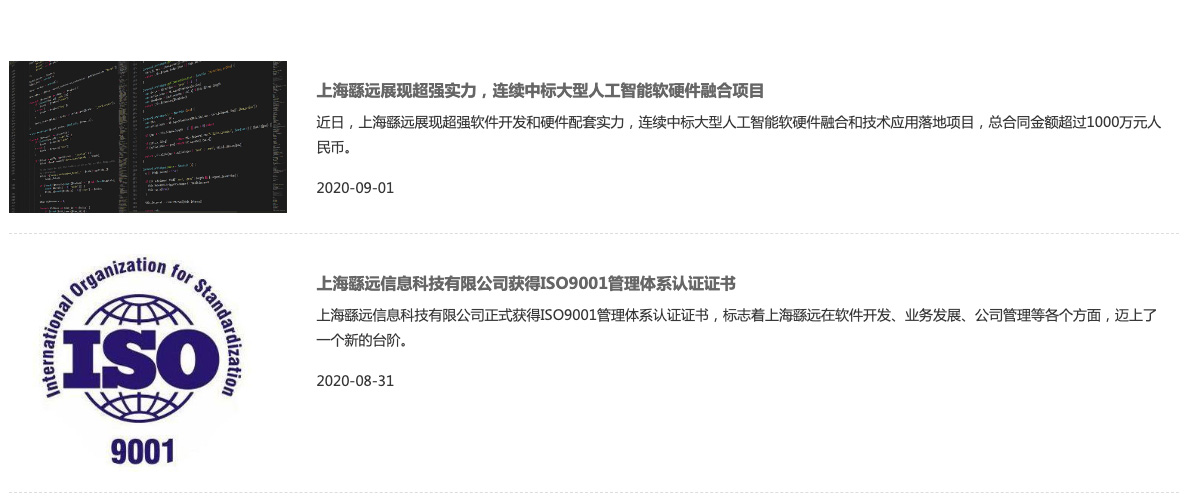 上海繇远展现超强实力，连续中标大型人工智能软硬件融合项目
近日，上海繇远展现超强软件开发和硬件配套实力，连续中标大型人工智能软硬件融合和技术应用落地项目，总合同金额超过1000万元人
民币。
2020-09-01
International Organization for Standardization
ISO
9001
上海繇远信息科技有限公司获得ISO9001管理体系认证证书
上海繇远信息科技有限公司正式获得ISO9001管理体系认证证书，标志着上海繇远在软件开发、业务发展、公司管理等各个方面，迈上了
一个新的台阶。
2020-08-31